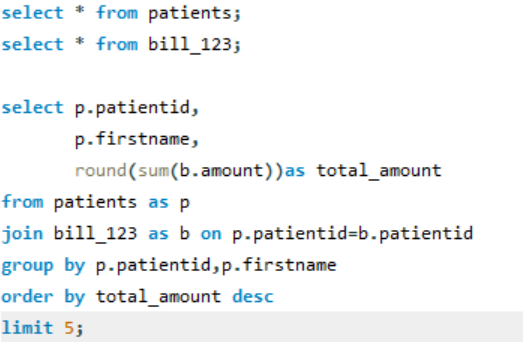 select * from patients;
select * from bill_123;
select p.patientid,
p.firstname,
round(sum(b.amount))as total_amount
from patients as p
join bill_123 as b on p.patientid=b.patientid
group by p.patientid,p.firstname
order by total_amount desc
limit 5;